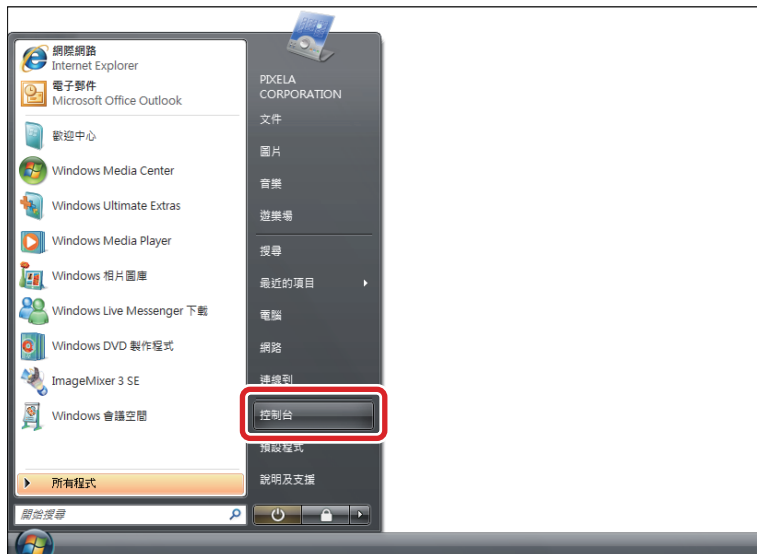 網際網路
Internet Explorer
電子郵件
Microsoft Office Outlook
歡迎中心
Windows Media Center
Windows Ultimate Extras
Windows Media Player
Windows 相片圖庫
Windows Live Messenger 下載
Windows DVD 製作程式
ImageMixer 3 SE
Windows 會議空間
所有程式
開始搜尋
PIXELA
CORPORATION
文件
圖片
音樂
遊樂場
搜尋
最近的項目
電腦
網路
連線到
控制台
預設程式
說明及支援